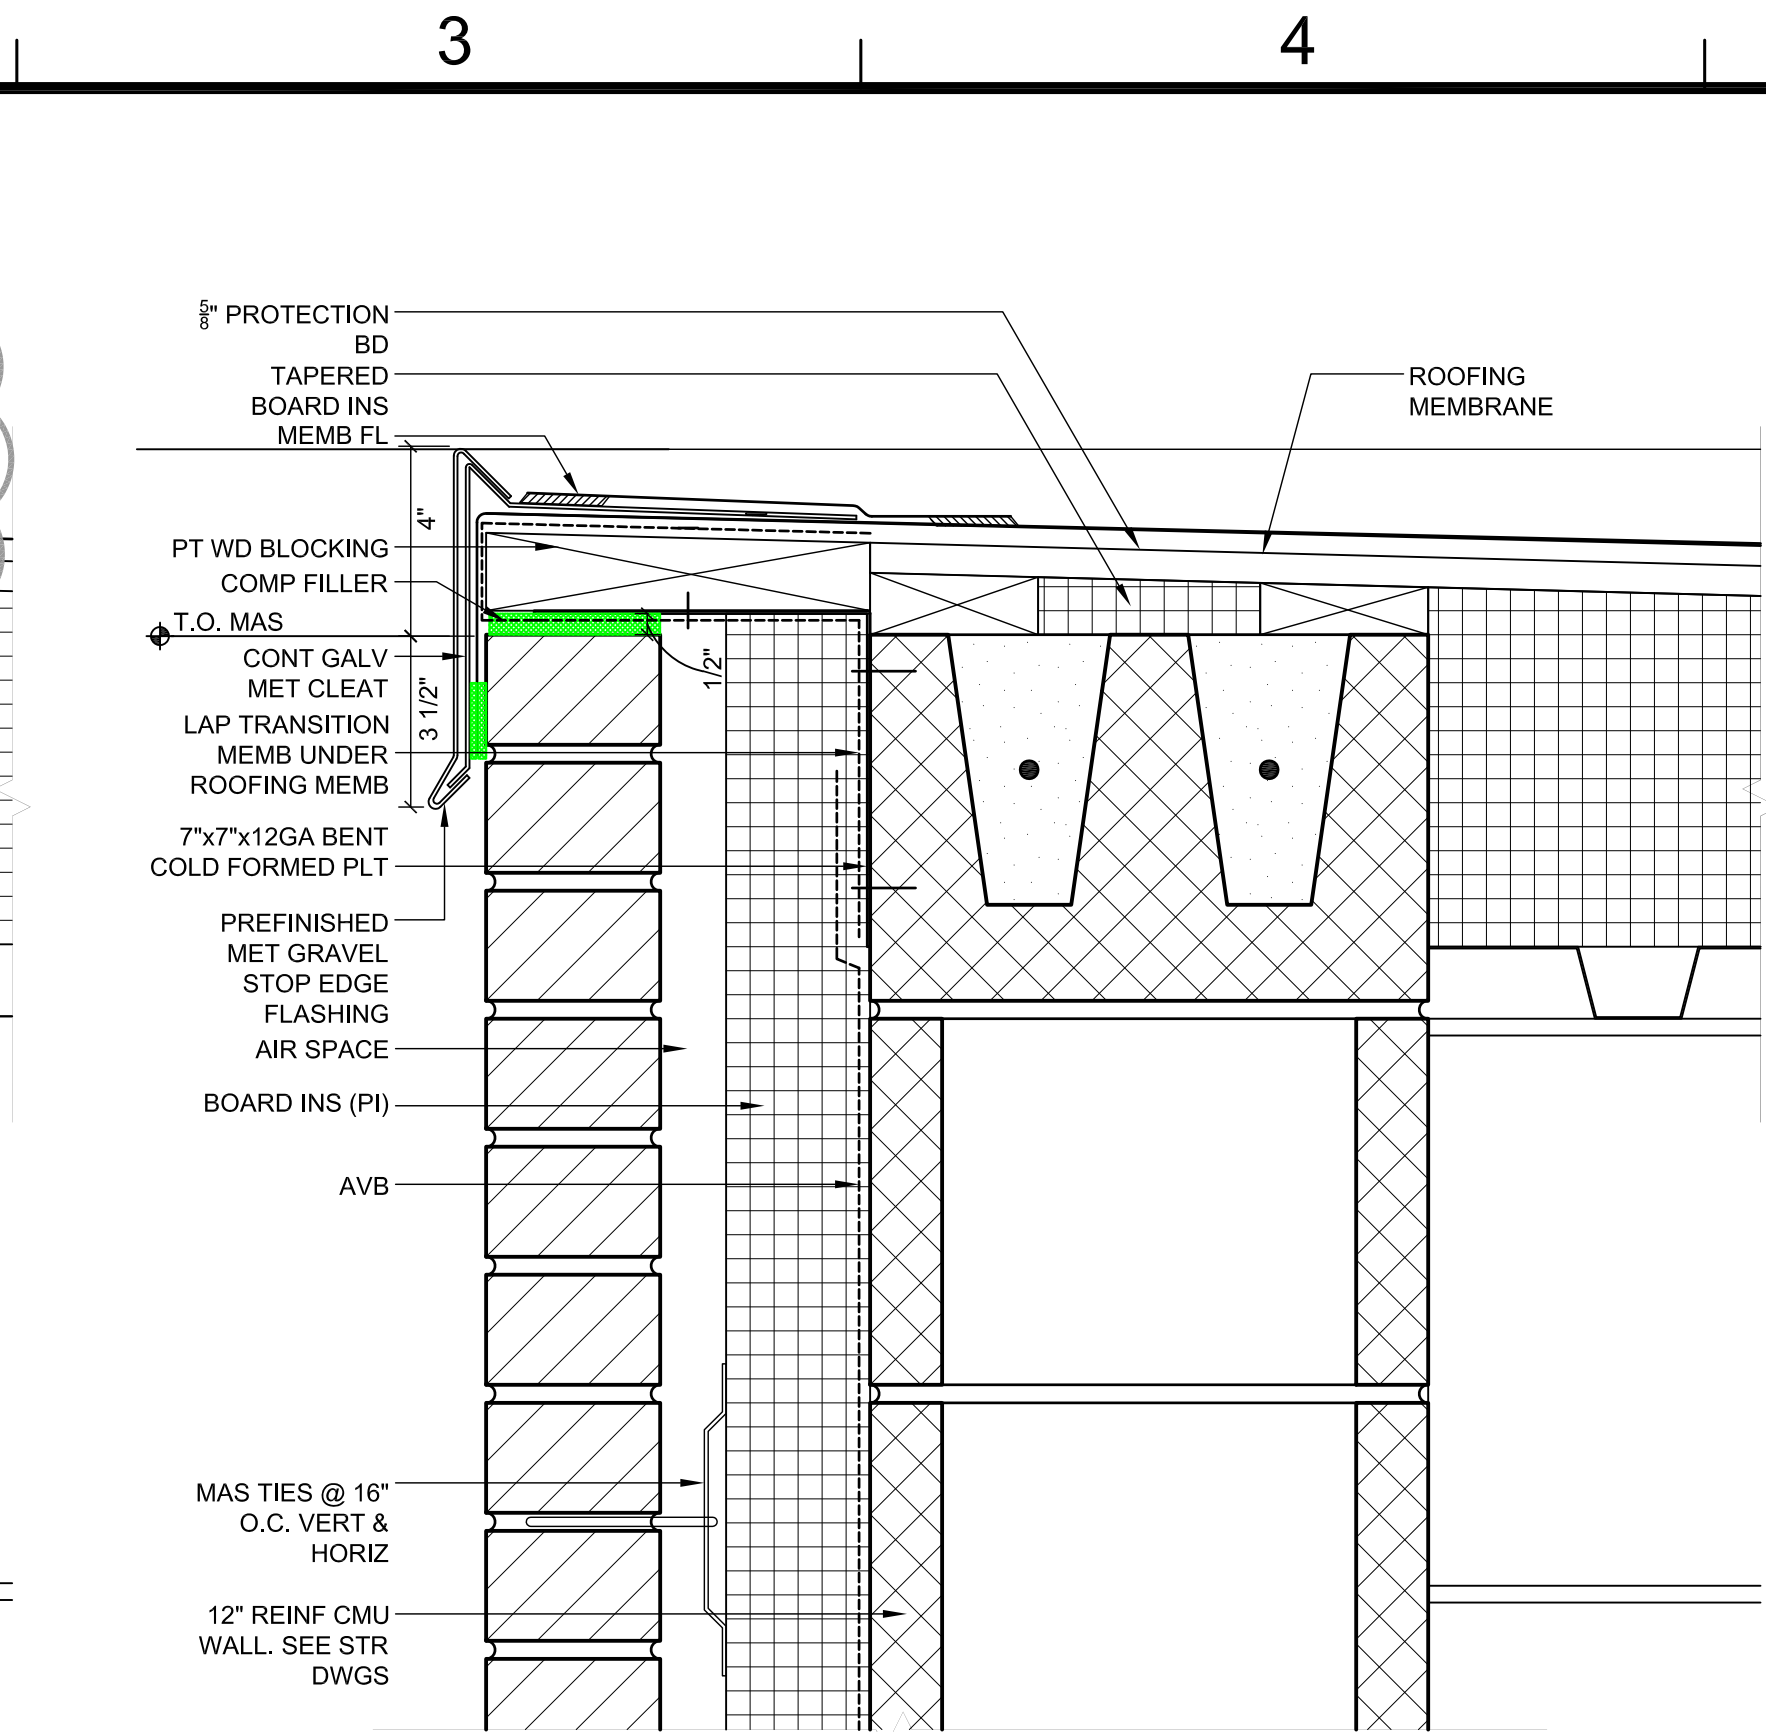 3
4
5/8" PROTECTION
BD
TAPERED
BOARD INS
MEMB FL
ROOFING
MEMBRANE
4"
PT WD BLOCKING
COMP FILLER
T.O. MAS
CONT GALV
MET CLEAT
3 1/2"
1/2"
LAP TRANSITION
MEMB UNDER
ROOFING MEMB
7"x7"x12GA BENT
COLD FORMED PLT
PREFINISHED
MET GRAVEL
STOP EDGE
FLASHING
AIR SPACE
BOARD INS (PI)
AVB
MAS TIES @ 16"
O.C. VERT &
HORIZ
12" REINF CMU
WALL. SEE STR
DWGS